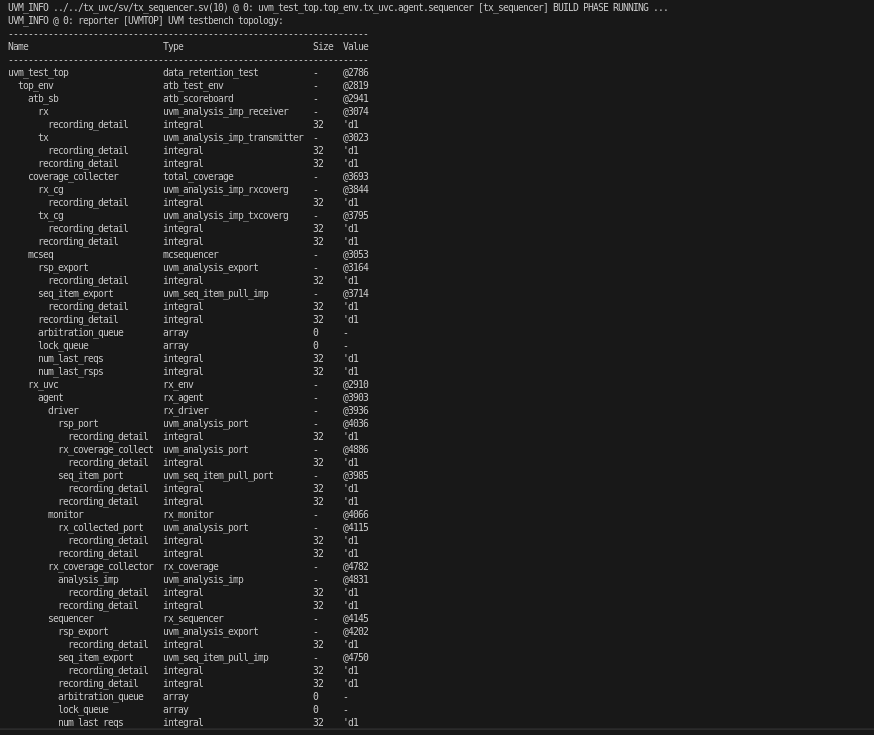 UVM_INFO ../../tx_uvc/sv/tx_sequencer.sv(10) @ 0: uvm_test_top.top_env.tx_uvc.agent.sequencer [tx_sequencer] BUILD PHASE RUNNING ...
UVM_INFO @ 0: reporter [UVMTOP] UVM testbench topology:
------------------------------------------------------------------------
Name                           Type                          Size  Value
------------------------------------------------------------------------
uvm_test_top                   data_retention_test           -     @2786
  top_env                      atb_test_env                  -     @2819
    atb_sb                     atb_scoreboard                -     @2941
      rx                       uvm_analysis_imp_receiver     -     @3074
        recording_detail       integral                      32    'd1
      tx                       uvm_analysis_imp_transmitter  -     @3023
        recording_detail       integral                      32    'd1
      recording_detail         integral                      32    'd1
    coverage_collecter         total_coverage                -     @3693
      rx_cg                    uvm_analysis_imp_rxcoverg     -     @3844
        recording_detail       integral                      32    'd1
      tx_cg                    uvm_analysis_imp_txcoverg     -     @3795
        recording_detail       integral                      32    'd1
      recording_detail         integral                      32    'd1
    mcseq                      mcsequencer                   -     @3053
      rsp_export               uvm_analysis_export           -     @3164
        recording_detail       integral                      32    'd1
      seq_item_export          uvm_seq_item_pull_imp         -     @3714
        recording_detail       integral                      32    'd1
      recording_detail         integral                      32    'd1
      arbitration_queue        array                         0     -
      lock_queue               array                         0     -
      num_last_reqs            integral                      32    'd1
      num_last_rsps            integral                      32    'd1
    rx_uvc                     rx_env                        -     @2910
      agent                    rx_agent                      -     @3903
        driver                 rx_driver                     -     @3936
          rsp_port             uvm_analysis_port             -     @4036
            recording_detail   integral                      32    'd1
          rx_coverage_collect  uvm_analysis_port             -     @4886
            recording_detail   integral                      32    'd1
          seq_item_port        uvm_seq_item_pull_port        -     @3985
            recording_detail   integral                      32    'd1
          recording_detail     integral                      32    'd1
        monitor                rx_monitor                    -     @4066
          rx_collected_port    uvm_analysis_port             -     @4115
            recording_detail   integral                      32    'd1
          recording_detail     integral                      32    'd1
        rx_coverage_collector  rx_coverage                   -     @4782
          analysis_imp         uvm_analysis_imp              -     @4831
            recording_detail   integral                      32    'd1
          recording_detail     integral                      32    'd1
        sequencer              rx_sequencer                  -     @4145
          rsp_export           uvm_analysis_export           -     @4202
            recording_detail   integral                      32    'd1
          seq_item_export      uvm_seq_item_pull_imp         -     @4750
            recording_detail   integral                      32    'd1
          recording_detail     integral                      32    'd1
          arbitration_queue    array                         0     -
          lock_queue           array                         0     -
          num_last_reqs        integral                      32    'd1